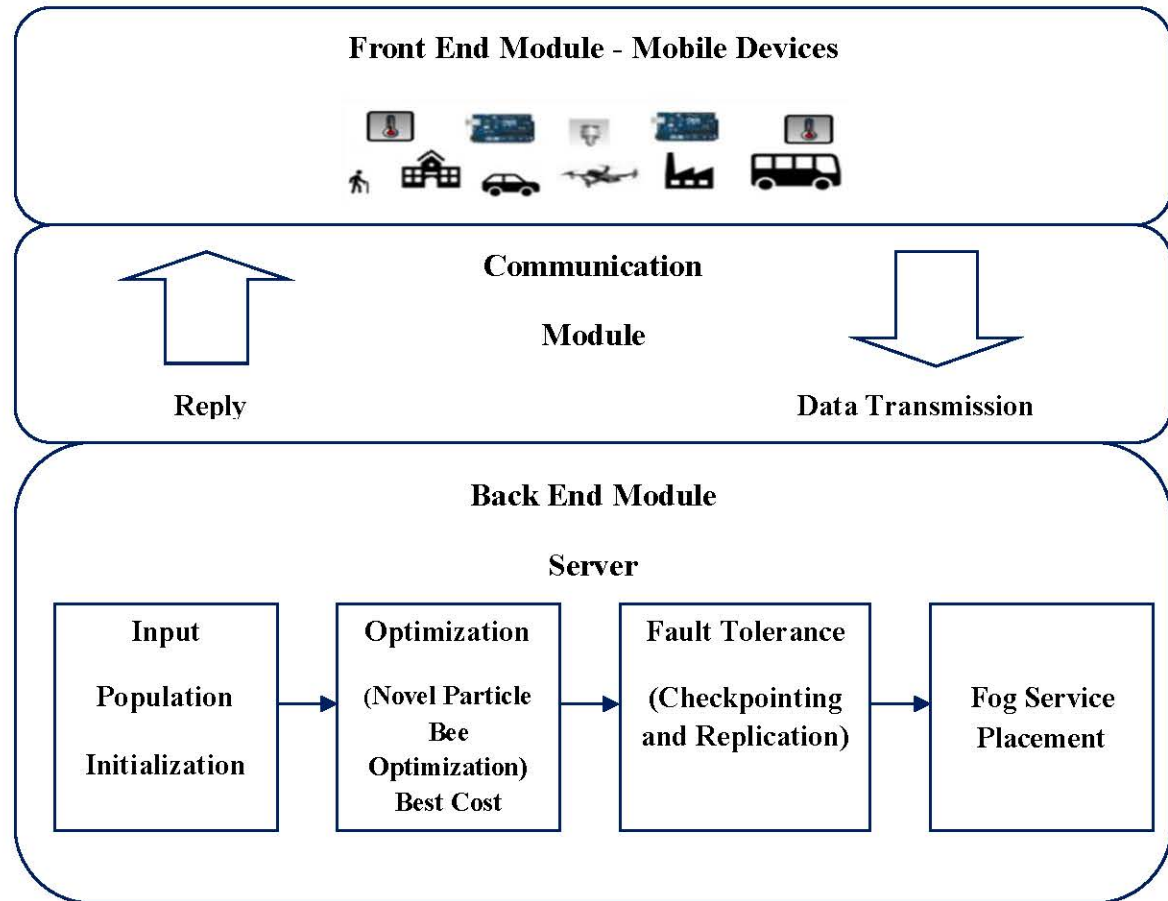 Front End Module - Mobile Devices
Communication
Module
Reply
Data Transmission
Back End Module
Server
Input
Population
Initialization
Optimization
(Novel Particle
Bee
Optimization)
Best Cost
Fault Tolerance
(Checkpointing
and Replication)
Fog Service
Placement